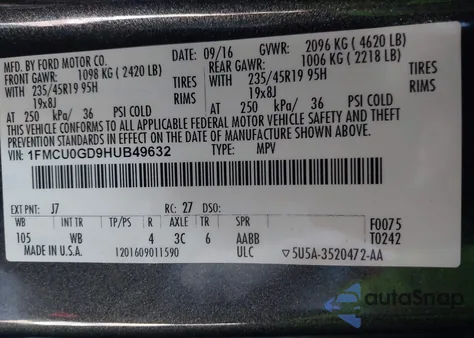 MFD. BY FORD MOTOR CO.
DATE: 09/16 GVWR: 2096 KG ( 4620 LB)
FRONT GAWR: 1098 KG ( 2420 LB) REAR GAWR: 1006 KG ( 2218 LB)
WITH 235/45R19 95H TIRES WITH 235/45R19 95H TIRES
19x8J RIMS 19x8J RIMS
AT 250 kPa/ 36 PSI COLD AT 250 kPa/ 36 PSI COLD
THIS VEHICLE CONFORMS TO ALL APPLICABLE FEDERAL MOTOR VEHICLE SAFETY, BUMPER, AND THEFT
PREVENTION STANDARDS IN EFFECT ON THE DATE OF MANUFACTURE SHOWN ABOVE.
VIN: 1FMCU0GD9HUB49632 TYPE: MPV
EXT PNT: J7 RC: 27 DSO:
WB INT TR TP/PS R AXLE TR SPR F0075
105 WB 4 3C 6 AABB T0242
MADE IN U.S.A. 1201609011590 ULC ▽5U5A-3520472-AA
autoSnap